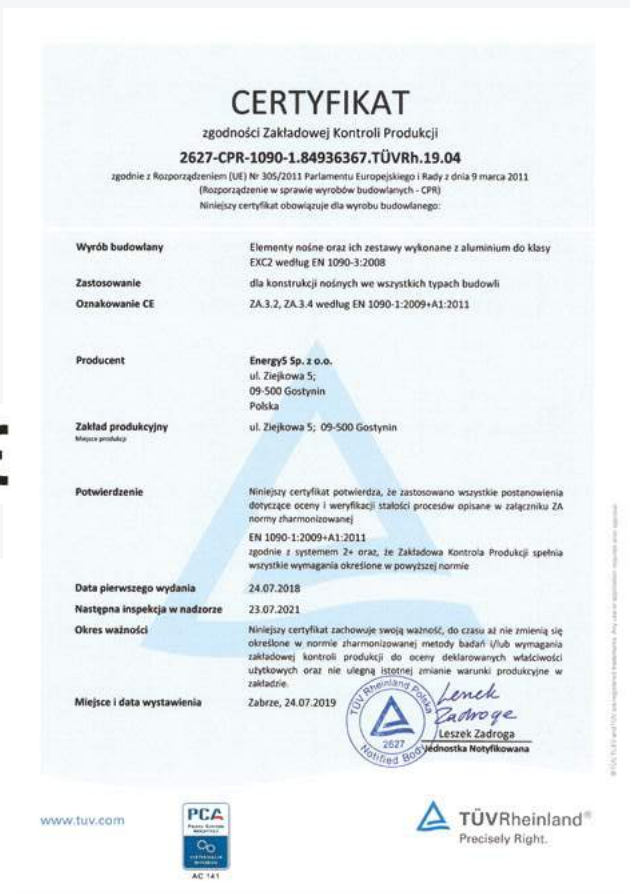 CERTYFIKAT
zgodności Zakładowej Kontroli Produkcji
2627-CPR-1090-1.84936367.TÜVRh.19.04
zgodnie z Rozporządzeniem (UE) Nr 305/2011 Parlamentu Europejskiego i Rady z dnia 9 marca 2011
(Rozporządzenie w sprawie wyrobów budowlanych - CPR)
Niniejszy certyfikat obowiązuje dla wyrobu budowlanego:
Wyrób budowlany
Elementy nośne oraz ich zestawy wykonane z aluminium do klasy
EXC2 według EN 1090-3:2008
Zastosowanie
dla konstrukcji nośnych we wszystkich typach budowli
Oznakowanie CE
ZA.3.2, ZA.3.4 według EN 1090-1:2009+A1:2011
Producent
Energy5 Sp. z o.o.
ul. Ziejkowa 5;
09-500 Gostynin
Polska
Zakład produkcyjny
Miejsce produkcji
ul. Ziejkowa 5; 09-500 Gostynin
Potwierdzenie
Niniejszy certyfikat potwierdza, że zastosowano wszystkie postanowienia
dotyczące oceny i weryfikacji stałości procesów opisane w załączniku ZA
normy zharmonizowanej
EN 1090-1:2009+A1:2011
zgodnie z systemem 2+ oraz, że Zakładowa Kontrola Produkcji spełnia
wszystkie wymagania określone w powyższej normie
Data pierwszego wydania
24.07.2018
Następna inspekcja w nadzorze
23.07.2021
Okres ważności
Niniejszy certyfikat zachowuje swoją ważność, do czasu aż nie zmienią się
określone w normie zharmonizowanej metody badań i/lub wymagania
zakładowej kontroli produkcji do oceny deklarowanych właściwości
użytkowych oraz nie ulegną istotnej zmianie warunki produkcyjne w
zakładzie.
Miejsce i data wystawienia
Zabrze, 24.07.2019
TÜV Rheinland Polska
2627
Notified Body
Leszek Zadroga
Jednostka Notyfikowana
www.tuv.com
PCA
AC 141
TÜVRheinland®
Precisely Right.